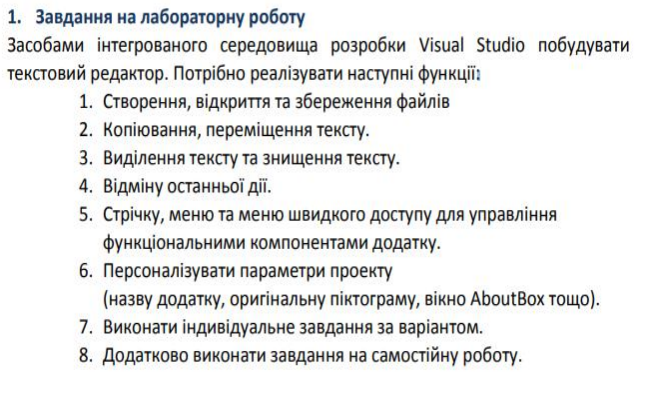 1. Завдання на лабораторну роботу
Засобами інтегрованого середовища розробки Visual Studio побудувати
текстовий редактор. Потрібно реалізувати наступні функції:
1. Створення, відкриття та збереження файлів
2. Копіювання, переміщення тексту.
3. Виділення тексту та знищення тексту.
4. Відміну останньої дії.
5. Стрічку, меню та меню швидкого доступу для управління
функціональними компонентами додатку.
6. Персоналізувати параметри проекту
(назву додатку, оригінальну піктограму, вікно AboutBox тощо).
7. Виконати індивідуальне завдання за варіантом.
8. Додатково виконати завдання на самостійну роботу.